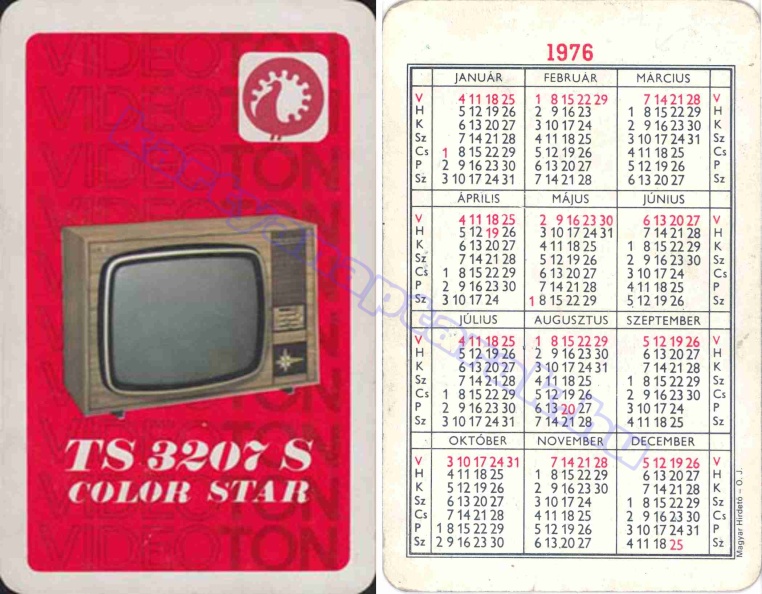 VIDEOTON
VIDEOTON
VIDEOTON
VIDEOTON
TS 3207 S
COLOR STAR
VIDEOTON
VIDEOTON
1976
JANUÁR FEBRUÁR MÁRCIUS
V 4 11 18 25 1 8 15 22 29 7 14 21 28 V
H 5 12 19 26 2 9 16 23 1 8 15 22 29 H
K 6 13 20 27 3 10 17 24 2 9 16 23 30 K
Sz 7 14 21 28 4 11 18 25 3 10 17 24 31 Sz
Cs 1 8 15 22 29 5 12 19 26 4 11 18 25 Cs
P 2 9 16 23 30 6 13 20 27 5 12 19 26 P
Sz 3 10 17 24 31 7 14 21 28 6 13 20 27 Sz
ÁPRILIS MÁJUS JÚNIUS
V 4 11 18 25 2 9 16 23 30 6 13 20 27 V
H 5 12 19 26 3 10 17 24 31 7 14 21 28 H
K 6 13 20 27 4 11 18 25 1 8 15 22 29 K
Sz 7 14 21 28 5 12 19 26 2 9 16 23 30 Sz
Cs 1 8 15 22 29 6 13 20 27 3 10 17 24 Cs
P 2 9 16 23 30 7 14 21 28 4 11 18 25 P
Sz 3 10 17 24 1 8 15 22 29 5 12 19 26 Sz
JÚLIUS AUGUSZTUS SZEPTEMBER
V 4 11 18 25 1 8 15 22 29 5 12 19 26 V
H 5 12 19 26 2 9 16 23 30 6 13 20 27 H
K 6 13 20 27 3 10 17 24 31 7 14 21 28 K
Sz 7 14 21 28 4 11 18 25 1 8 15 22 29 Sz
Cs 1 8 15 22 29 5 12 19 26 2 9 16 23 30 Cs
P 2 9 16 23 30 6 13 20 27 3 10 17 24 P
Sz 3 10 17 24 31 7 14 21 28 4 11 18 25 Sz
OKTÓBER NOVEMBER DECEMBER
V 3 10 17 24 31 7 14 21 28 5 12 19 26 V
H 4 11 18 25 1 8 15 22 29 6 13 20 27 H
K 5 12 19 26 2 9 16 23 30 7 14 21 28 K
Sz 6 13 20 27 3 10 17 24 1 8 15 22 29 Sz
Cs 7 14 21 28 4 11 18 25 2 9 16 23 30 Cs
P 1 8 15 22 29 5 12 19 26 3 10 17 24 31 P
Sz 2 9 16 23 30 6 13 20 27 4 11 18 25 Sz
Magyar Hirdető – O. J.